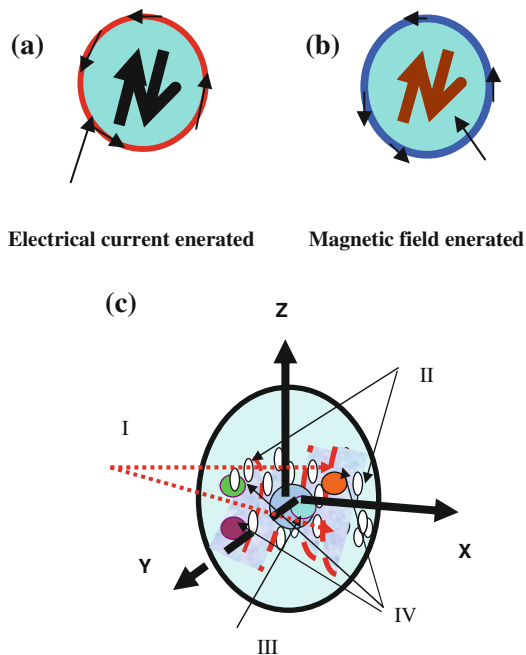 (a)
(b)
Electrical current enerated
Magnetic field enerated
(c)
Z
II
I
X
Y
IV
III